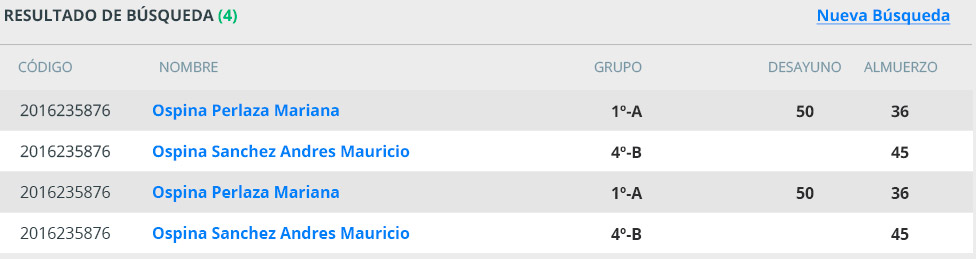 RESULTADO DE BÚSQUEDA (4) Nueva Búsqueda
CÓDIGO NOMBRE GRUPO DESAYUNO ALMUERZO
2016235876 Ospina Perlaza Mariana 1º-A 50 36
2016235876 Ospina Sanchez Andres Mauricio 4º-B 45
2016235876 Ospina Perlaza Mariana 1º-A 50 36
2016235876 Ospina Sanchez Andres Mauricio 4º-B 45